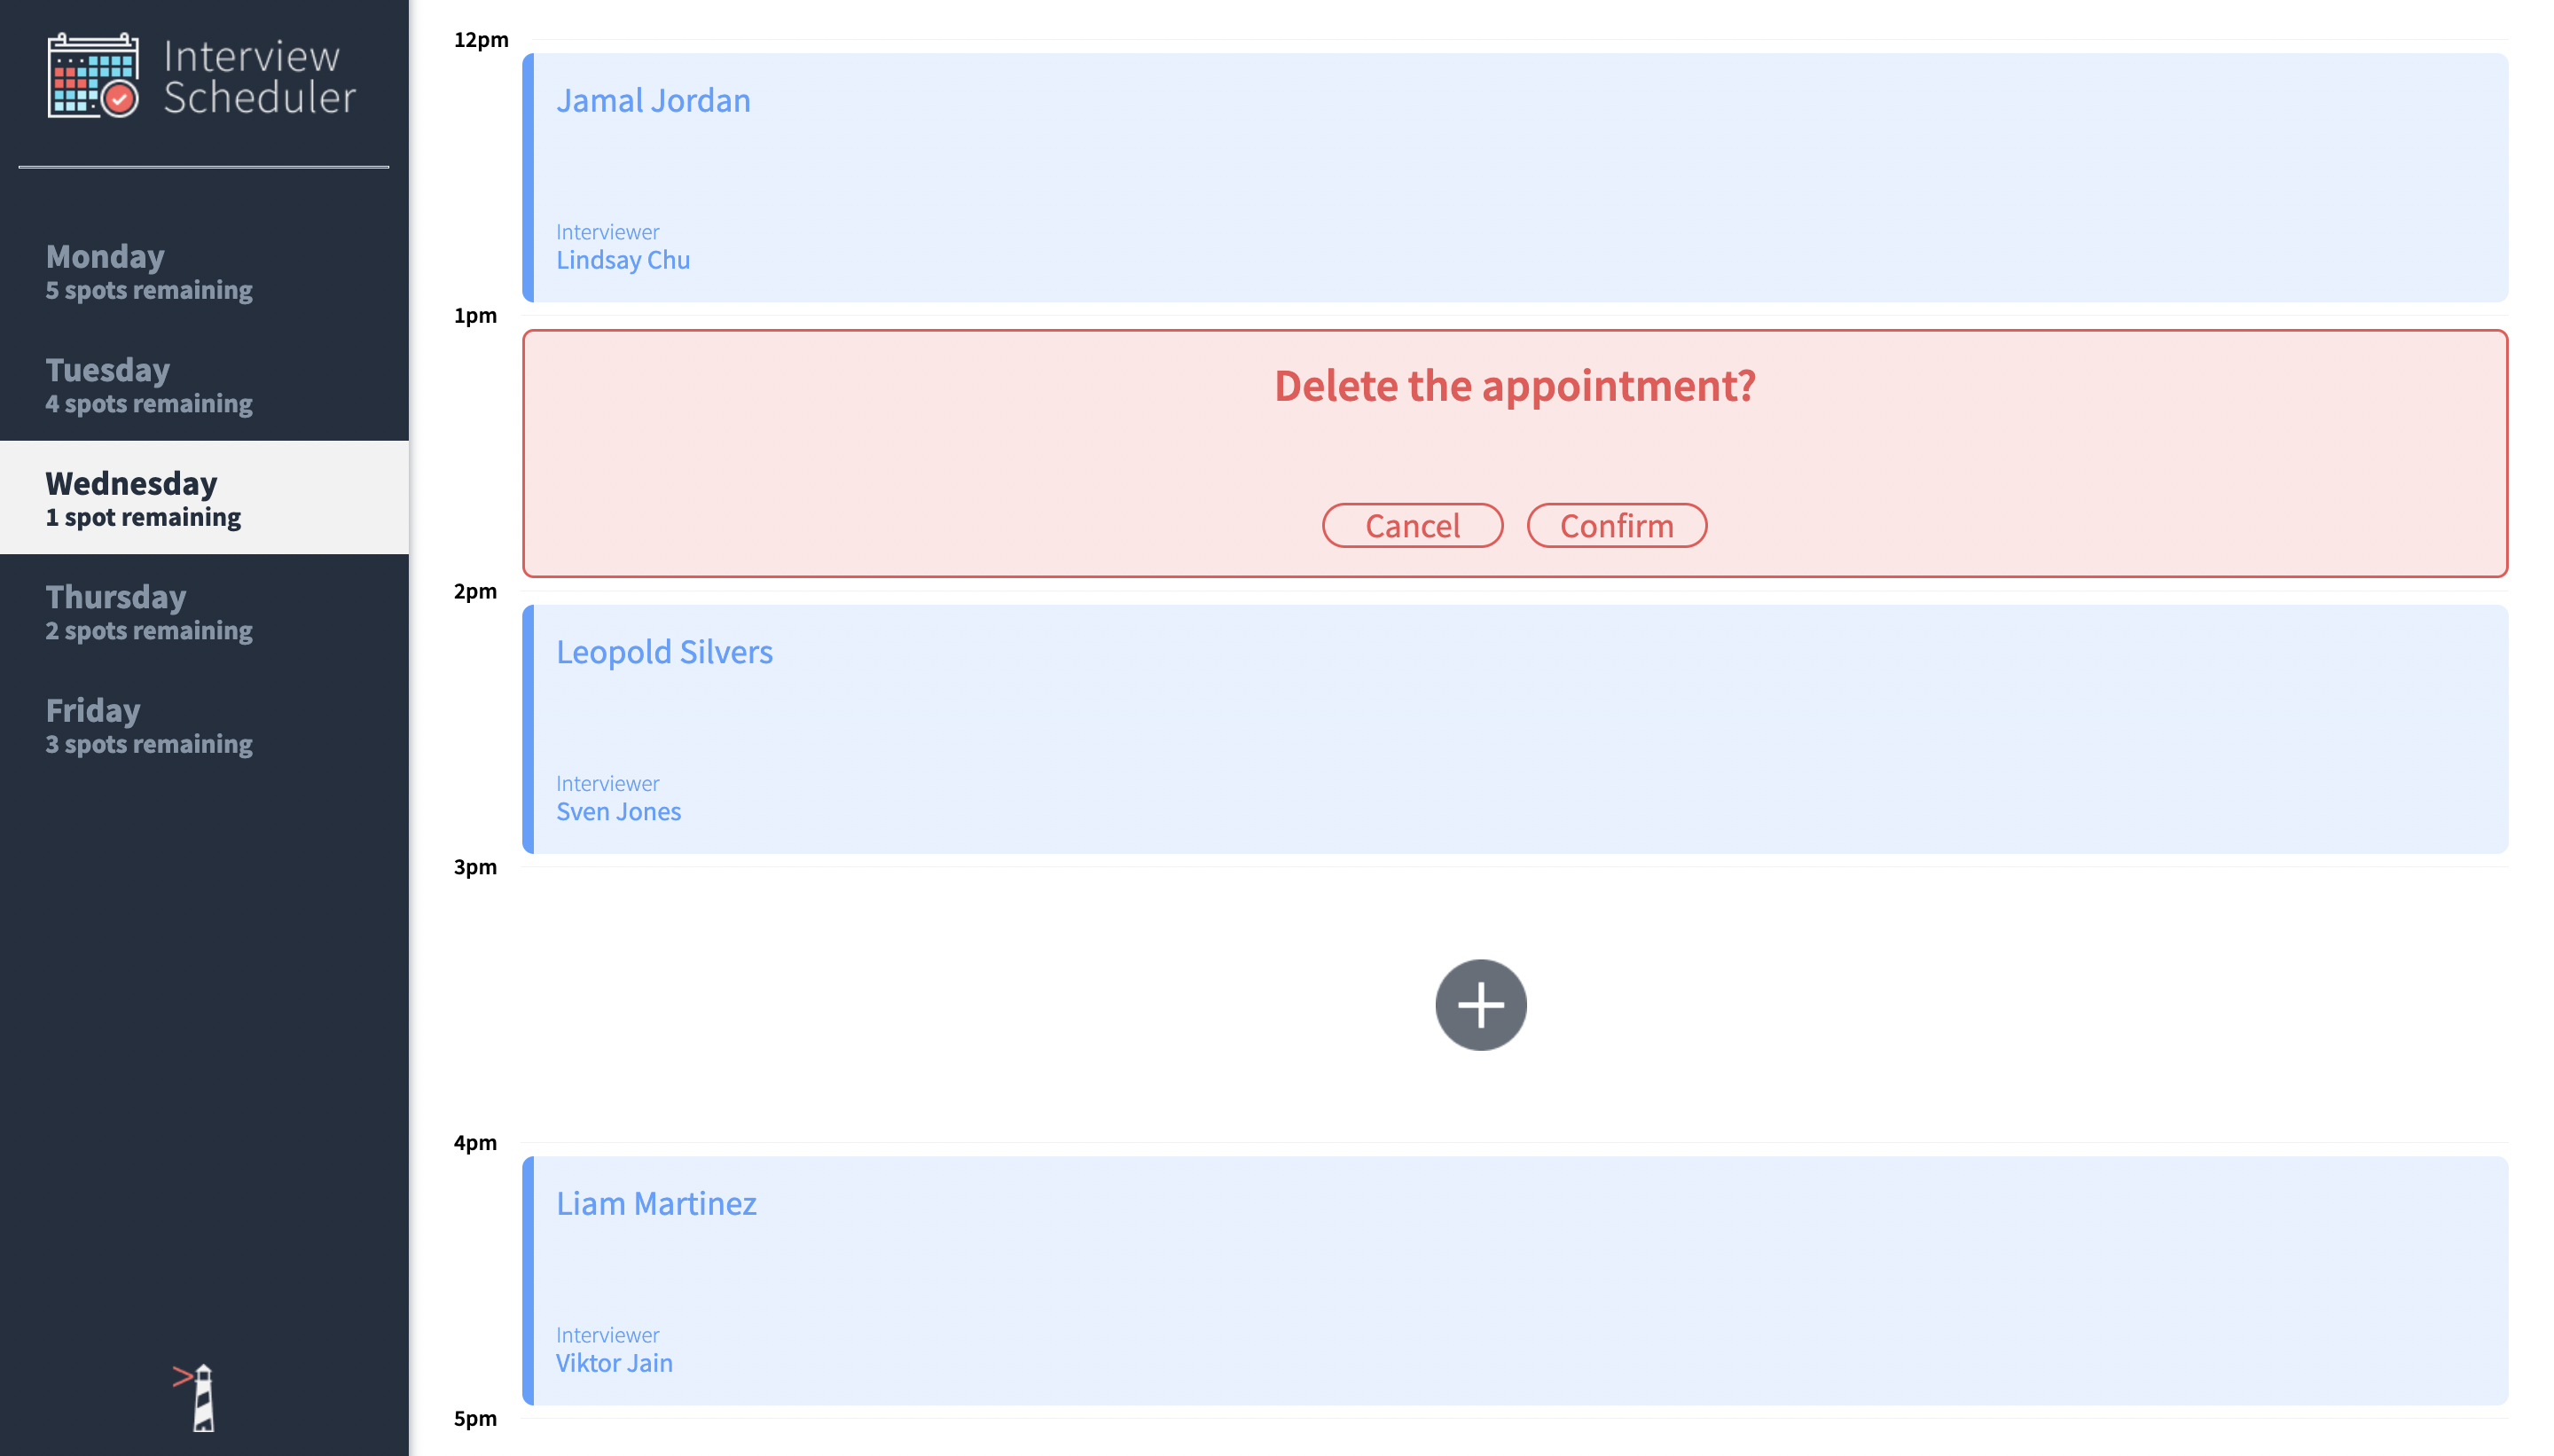 Interview
Scheduler
Monday
5 spots remaining
Tuesday
4 spots remaining
Wednesday
1 spot remaining
Thursday
2 spots remaining
Friday
3 spots remaining
12pm
Jamal Jordan
Interviewer
Lindsay Chu
1pm
Delete the appointment?
Cancel Confirm
2pm
Leopold Silvers
Interviewer
Sven Jones
3pm
4pm
Liam Martinez
Interviewer
Viktor Jain
5pm